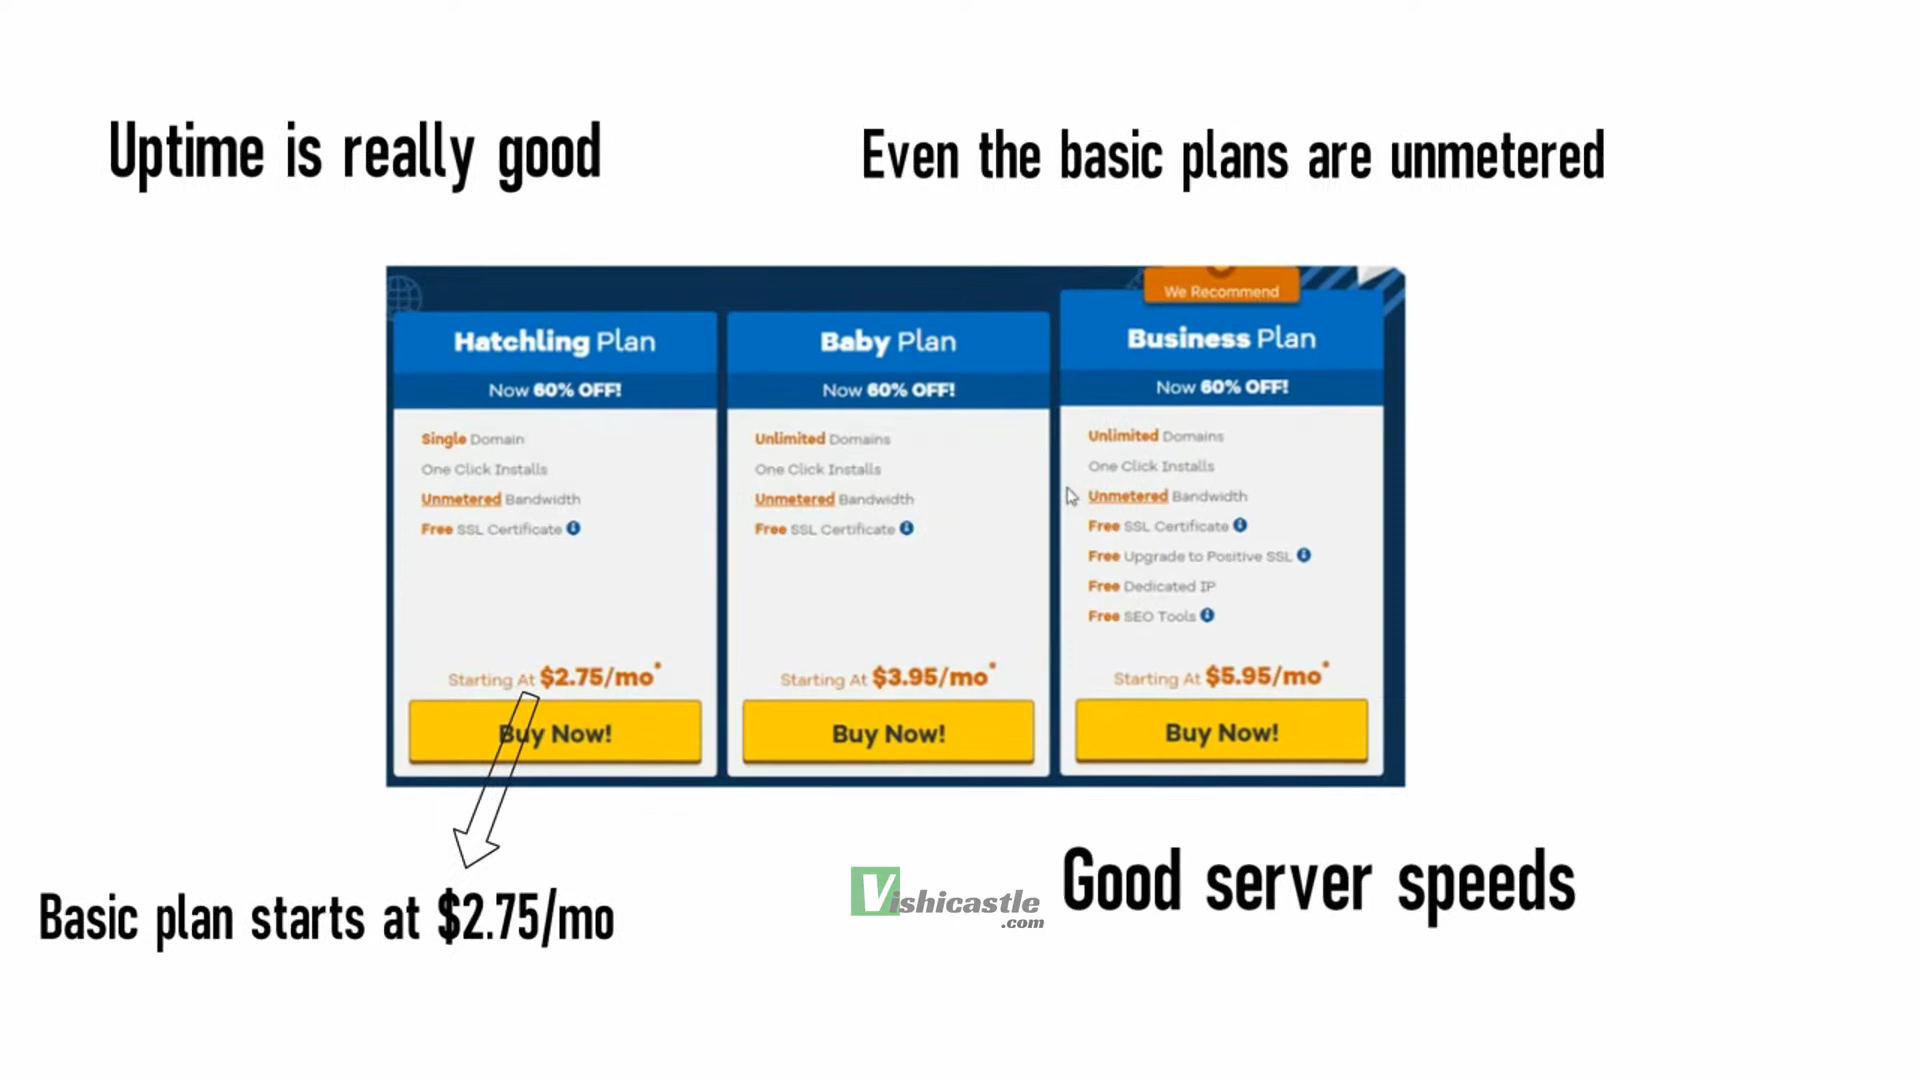 Uptime is really good
Even the basic plans are unmetered
We Recommend
Hatchling Plan
Now 60% OFF!
Single Domain
One Click Installs
Unmetered Bandwidth
Free SSL Certificate
Starting At $2.75/mo*
Buy Now!
Baby Plan
Now 60% OFF!
Unlimited Domains
One Click Installs
Unmetered Bandwidth
Free SSL Certificate
Starting At $3.95/mo*
Buy Now!
Business Plan
Now 60% OFF!
Unlimited Domains
One Click Installs
Unmetered Bandwidth
Free SSL Certificate
Free Upgrade to Positive SSL
Free Dedicated IP
Free SEO Tools
Starting At $5.95/mo*
Buy Now!
Basic plan starts at $2.75/mo
Vishicastle
.com
Good server speeds